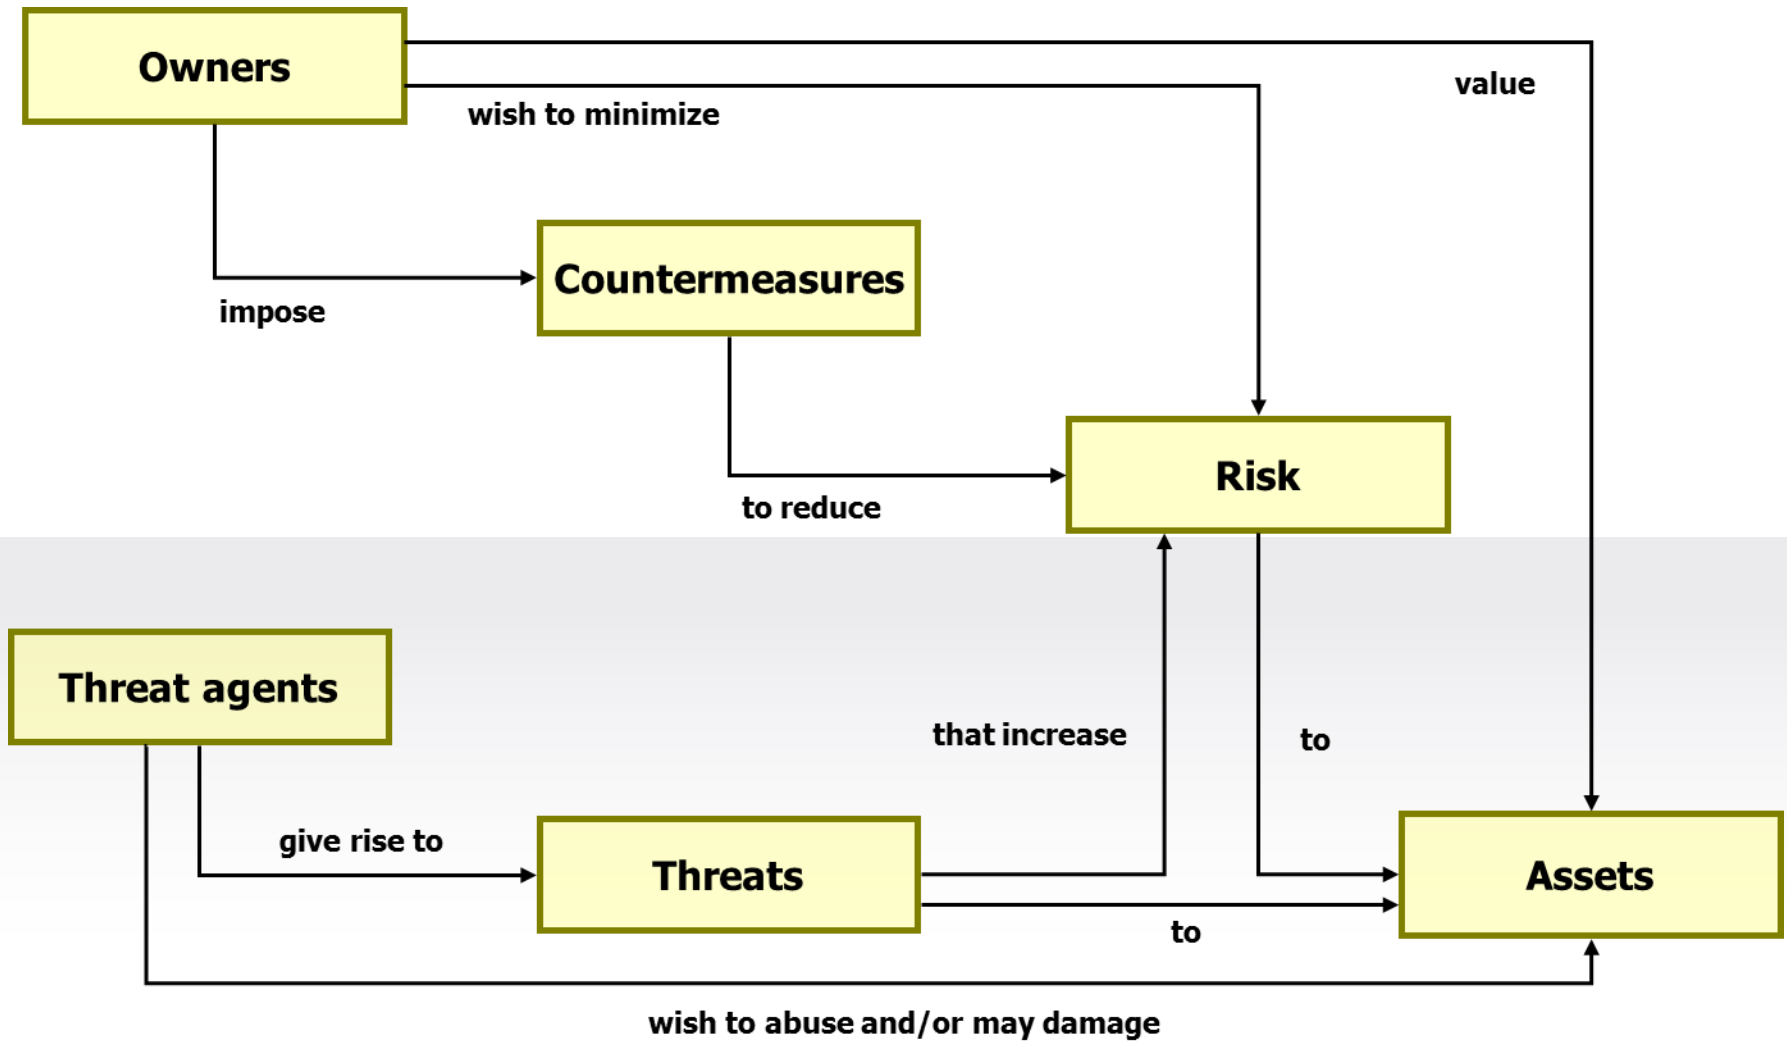 Owners
value
wish to minimize
Countermeasures
impose
Risk
to reduce
Threat agents
that increase
to
give rise to
Threats
Assets
to
wish to abuse and/or may damage